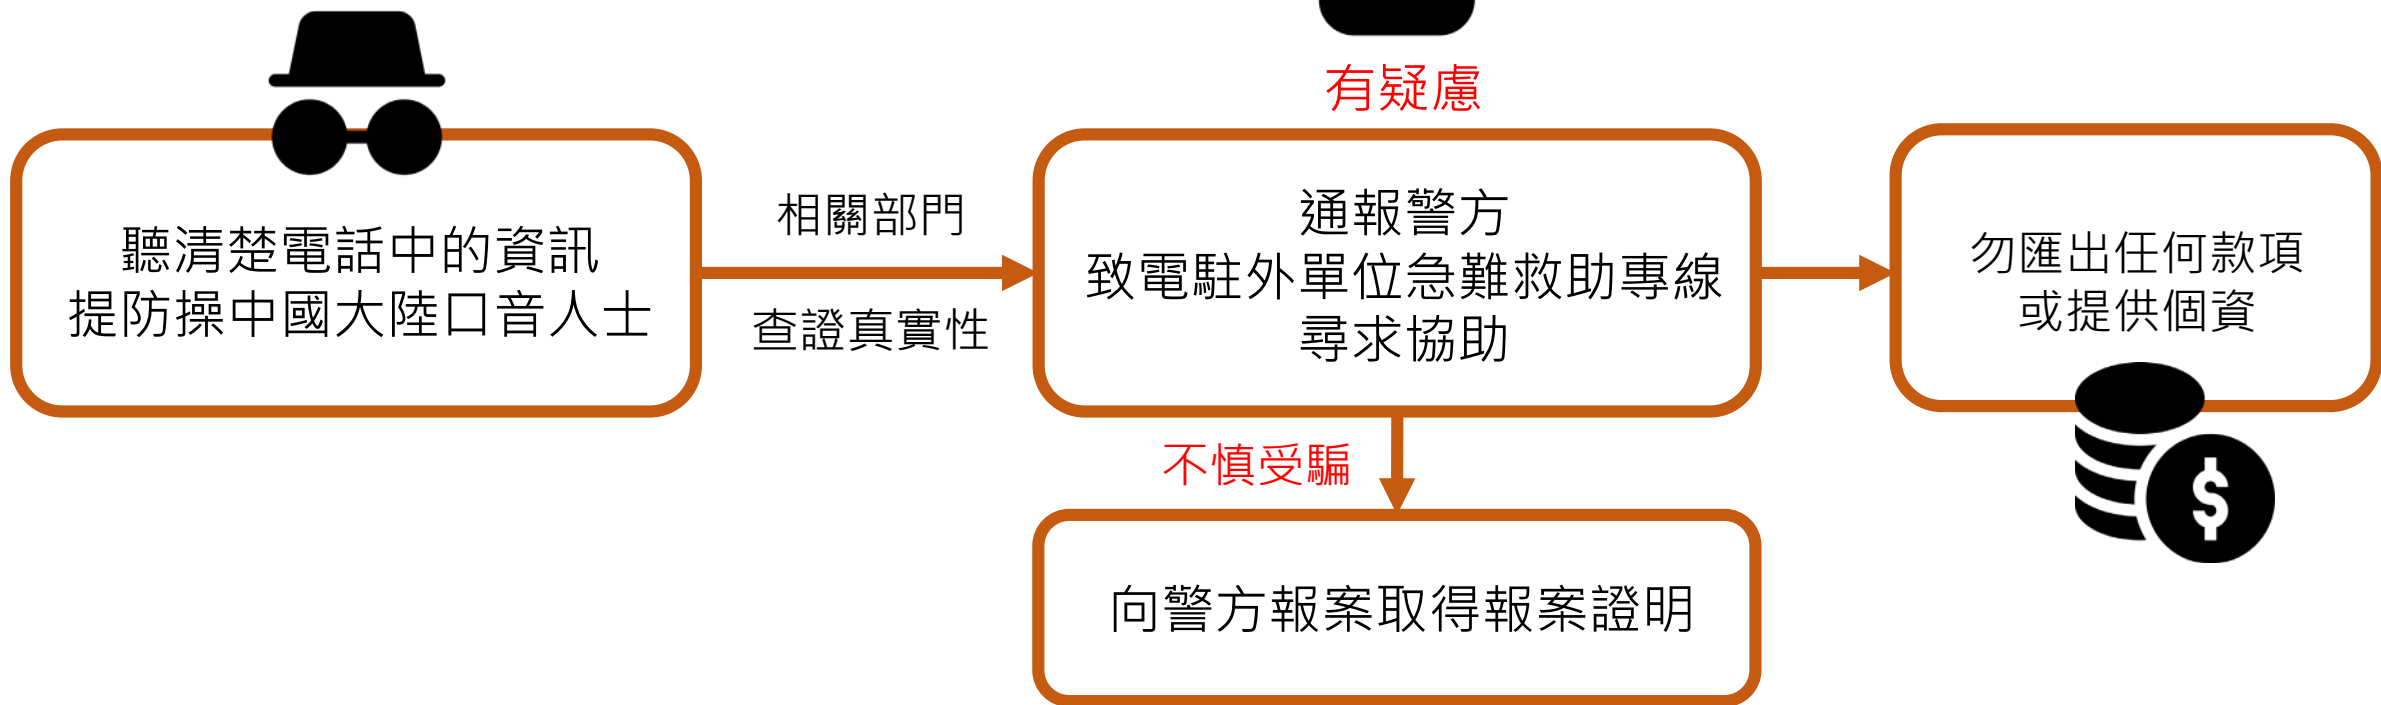 聽清楚電話中的資訊
提防操中國大陸口音人士
相關部門
查證真實性
有疑慮
通報警方
致電駐外單位急難救助專線
尋求協助
勿匯出任何款項
或提供個資
不慎受騙
向警方報案取得報案證明
$